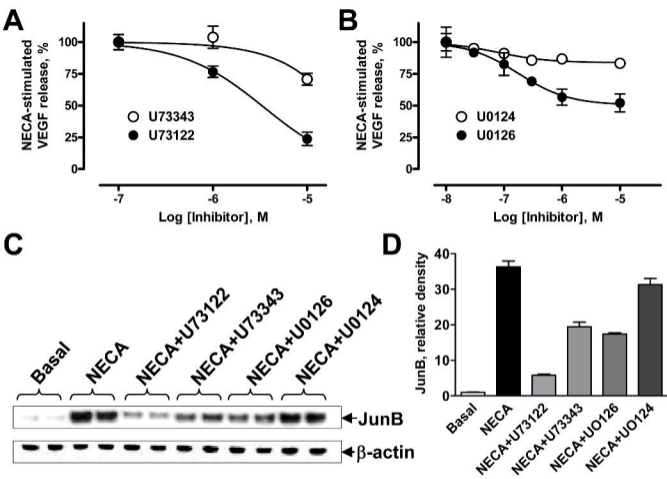 A
NECA-stimulated
VEGF release, %
100
75
50
25
0
U73343
U73122
-7
-6
-5
Log [Inhibitor], M
B
NECA-stimulated
VEGF release, %
100
75
50
25
0
U0124
U0126
-8
-7
-6
-5
Log [Inhibitor], M
C
Basal
NECA
NECA+U73122
NECA+U73343
NECA+U0126
NECA+U0124
JunB
β-actin
D
JunB, relative density
40
30
20
10
0
Basal
NECA
NECA+U73122
NECA+U73343
NECA+UO126
NECA+UO124